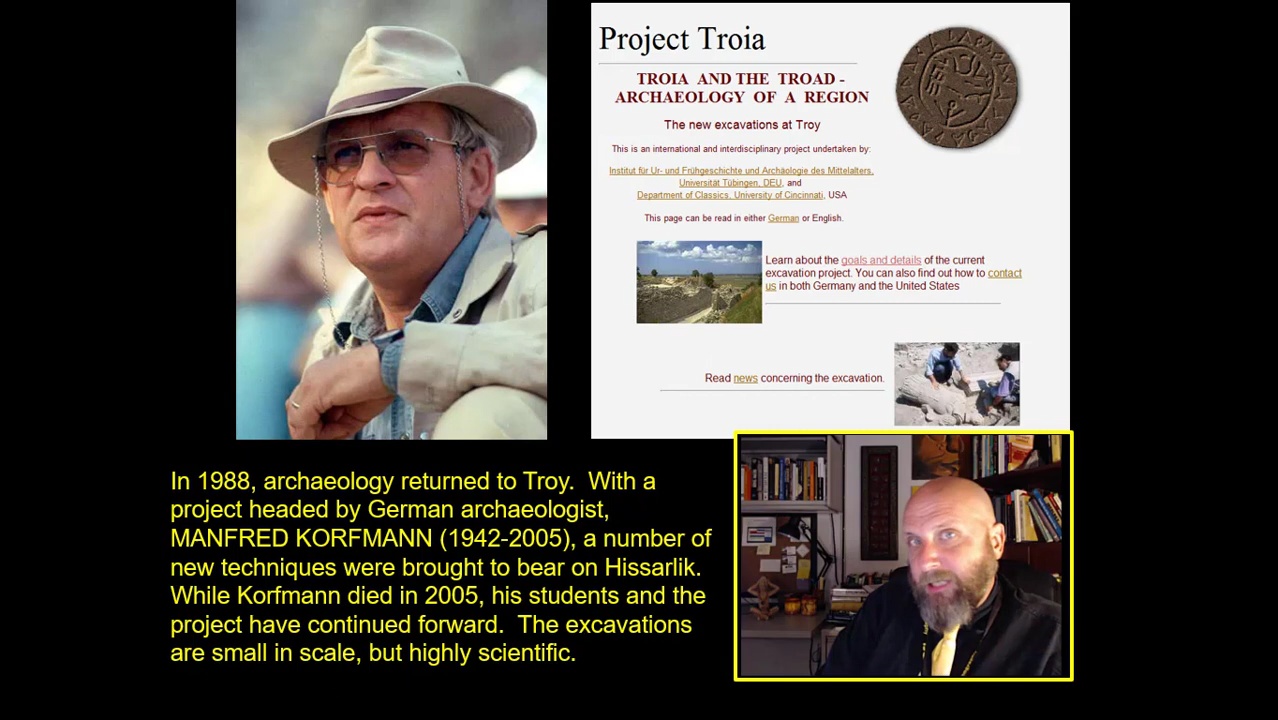 Project Troia
TROIA AND THE TROAD -
ARCHAEOLOGY OF A REGION
The new excavations at Troy
This is an international and interdisciplinary project undertaken by:
Institut für Ur- und Frühgeschichte und Archäologie des Mittelalters,
Universität Tübingen, DEU, and
Department of Classics, University of Cincinnati, USA
This page can be read in either German or English.
Learn about the goals and details of the current
excavation project. You can also find out how to contact
us in both Germany and the United States
Read news concerning the excavation.
In 1988, archaeology returned to Troy. With a
project headed by German archaeologist,
MANFRED KORFMANN (1942-2005), a number of
new techniques were brought to bear on Hissarlik.
While Korfmann died in 2005, his students and the
project have continued forward. The excavations
are small in scale, but highly scientific.